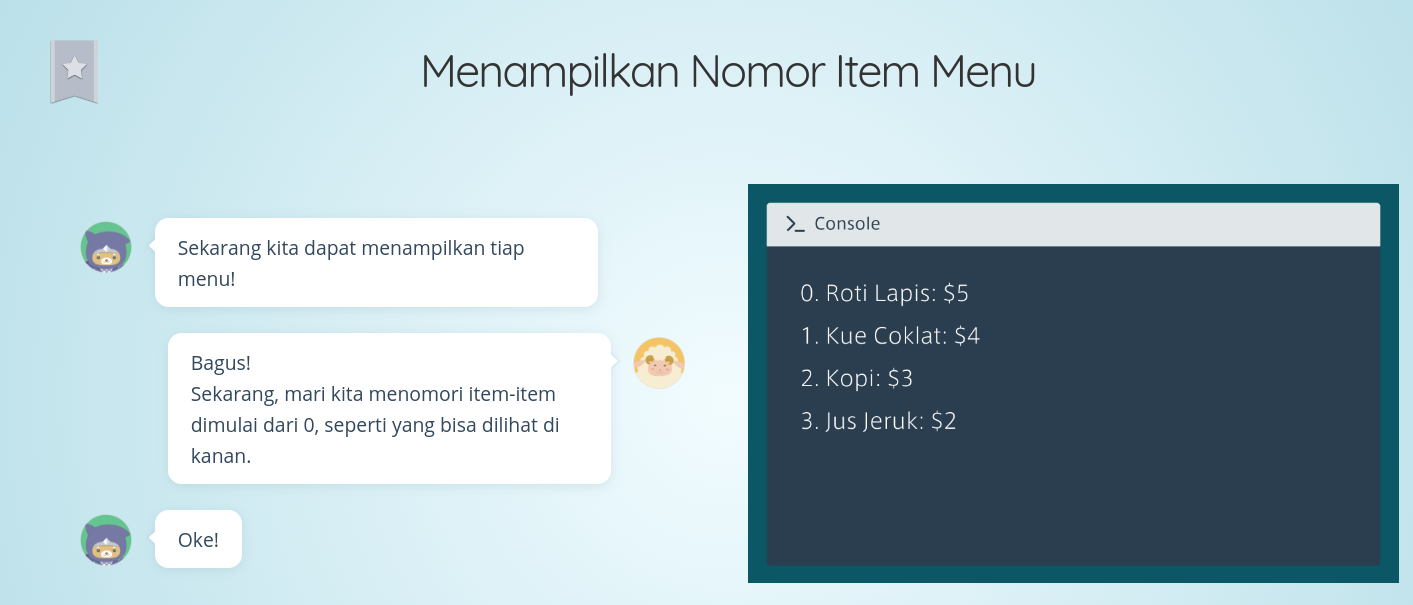 Menampilkan Nomor Item Menu
Sekarang kita dapat menampilkan tiap
menu!
Bagus!
Sekarang, mari kita menomori item-item
dimulai dari 0, seperti yang bisa dilihat di
kanan.
Oke!
Console
0. Roti Lapis: $5
1. Kue Coklat: $4
2. Kopi: $3
3. Jus Jeruk: $2